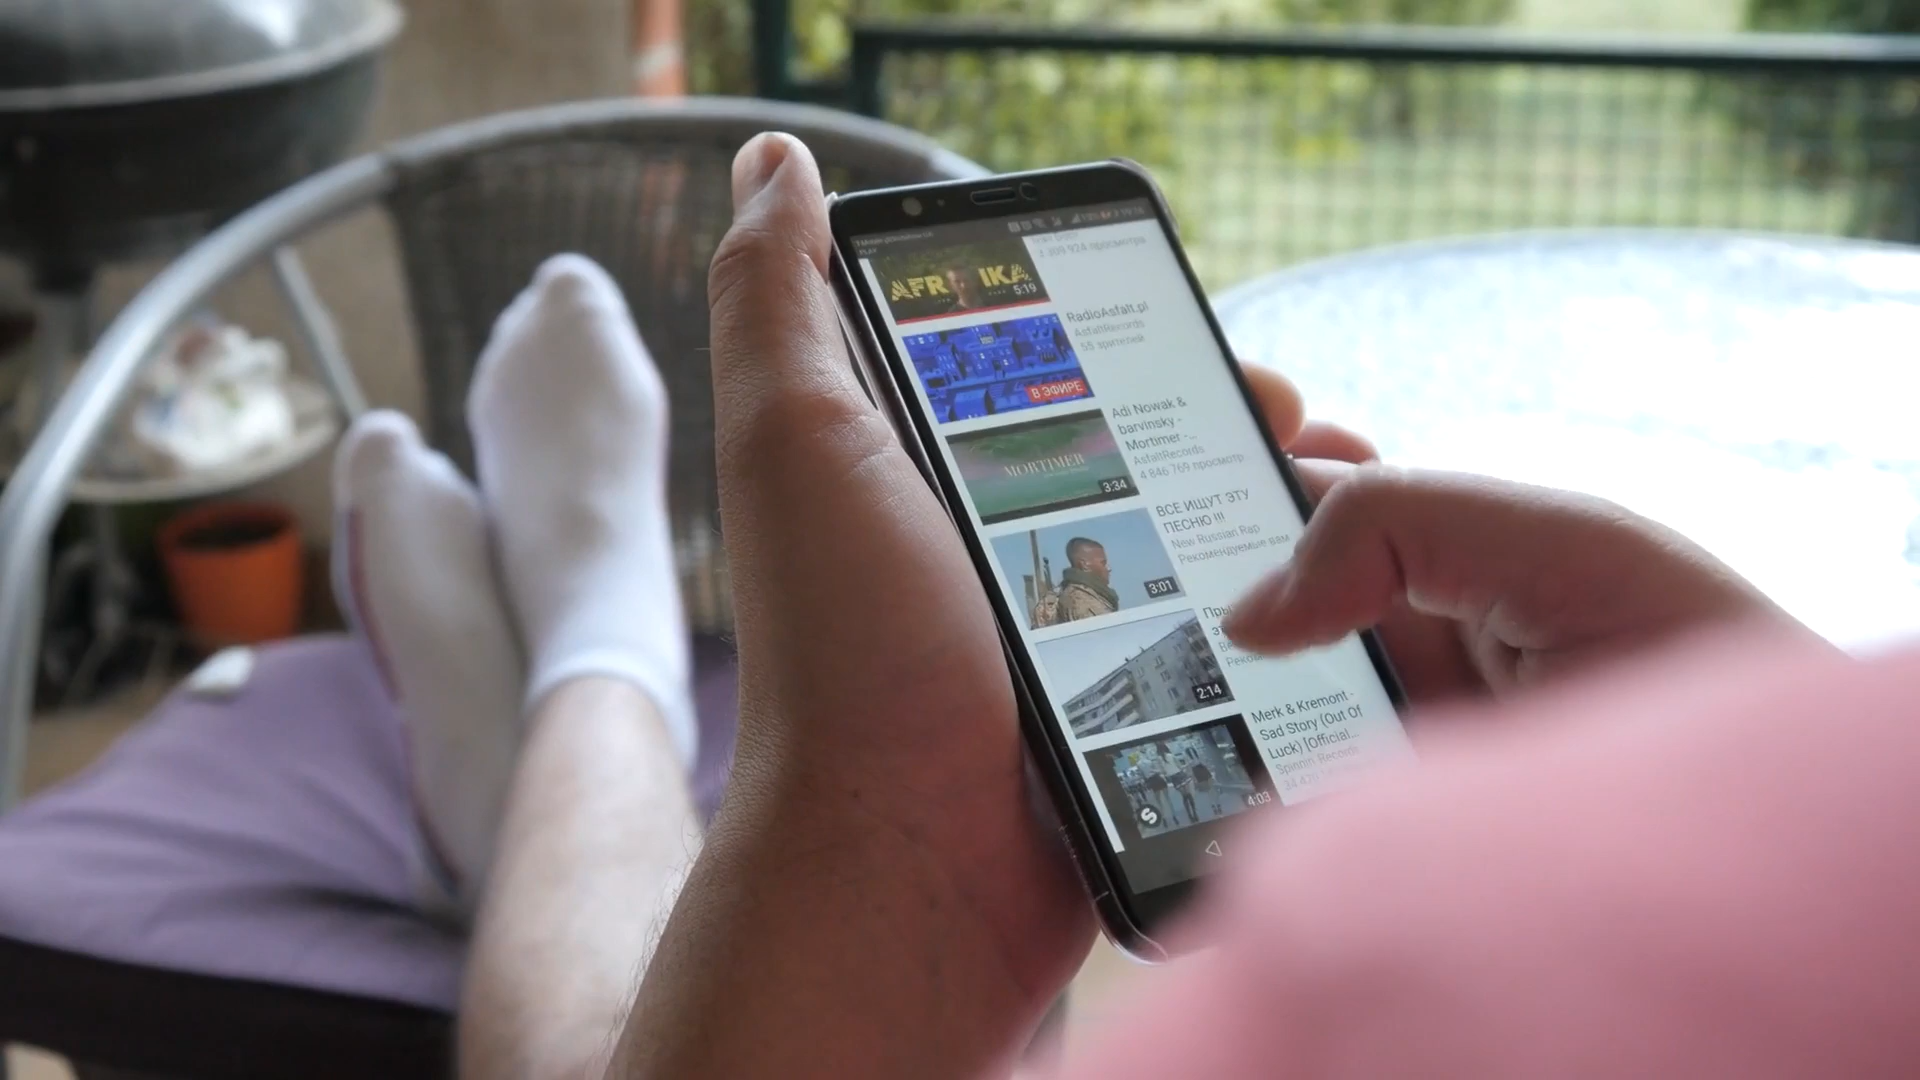 AFR IKA
5:19
RadioAsfalt.pl
AsfaltRecords
55 зрителей
В ЭФИРЕ
Adi Nowak &
barvinsky -
Mortimer -...
AsfaltRecords
4 846 769 просмотр
MORTIMER
3:34
ВСЕ ИЩУТ ЭТУ
ПЕСНЮ !!!
New Russian Rap
Рекомендуемые вам
3:01
2:14
Merk & Kremont -
Sad Story (Out Of
Luck) [Official...
Spinnin' Records
4:03